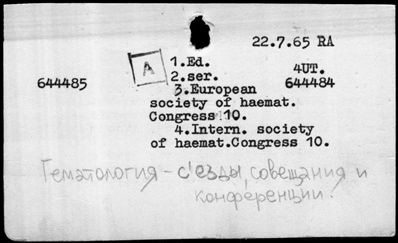 22.7.65 RA
A
1.Ed. 4UT.
644485 2.ser. 644484
3.European
society of haemat.
Congress 10.
4.Intern. society
of haemat.Congress 10.
Гематология - с'езды, совещания и
конференции.